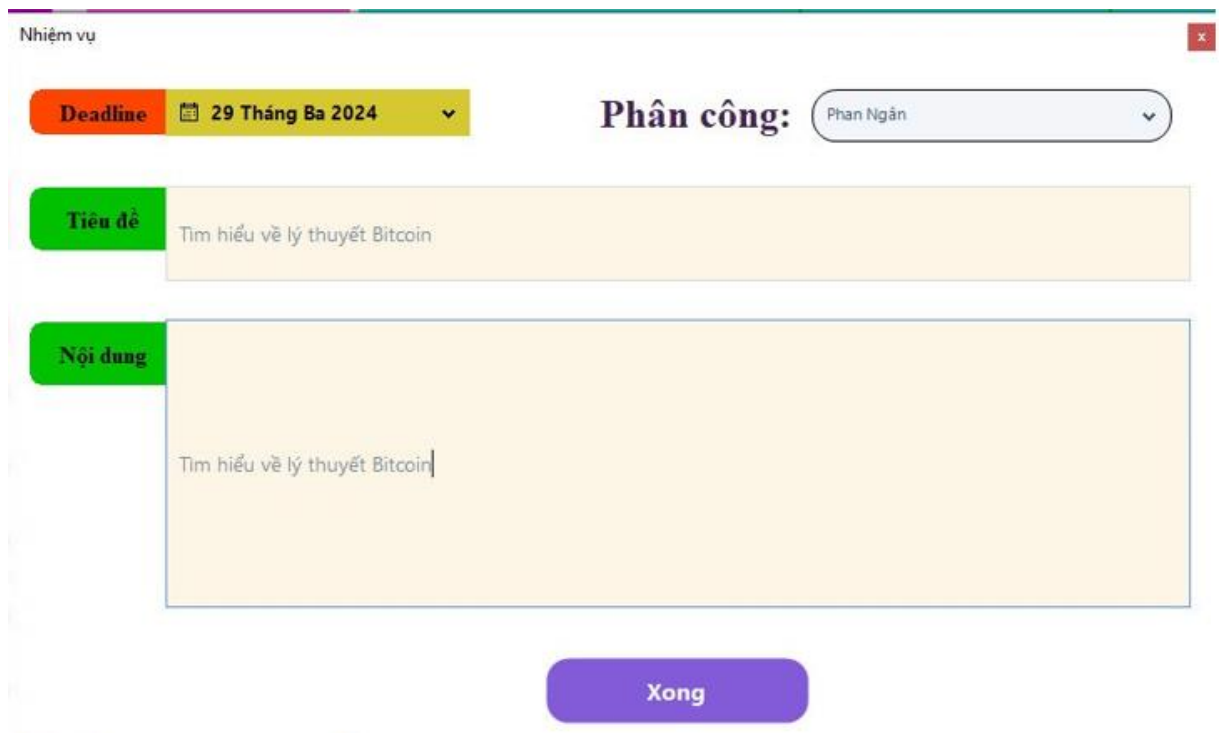 Nhiệm vụ
x
Deadline 29 Tháng Ba 2024
Phân công: Phan Ngân
Tiêu đề
Tìm hiểu về lý thuyết Bitcoin
Nội dung
Tìm hiểu về lý thuyết Bitcoin
Xong